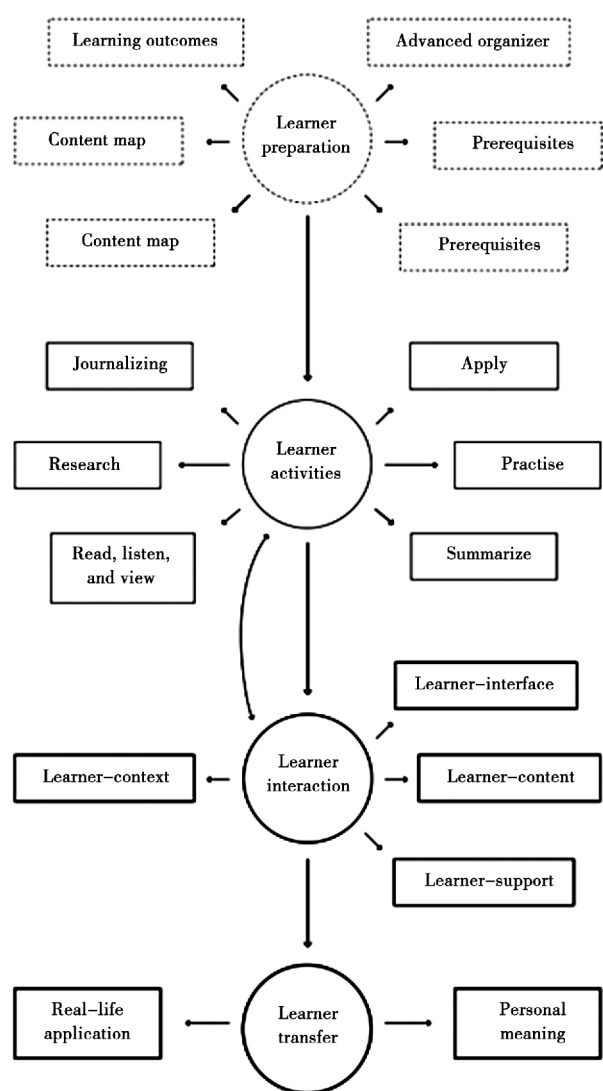 Learning outcomes
Advanced organizer
Learner
preparation
Content map
Prerequisites
Content map
Prerequisites
Journalizing
Apply
Learner
activities
Research
Practise
Read, listen,
and view
Summarize
Learner–interface
Learner
interaction
Learner–context
Learner–content
Learner–support
Real–life
application
Learner
transfer
Personal
meaning